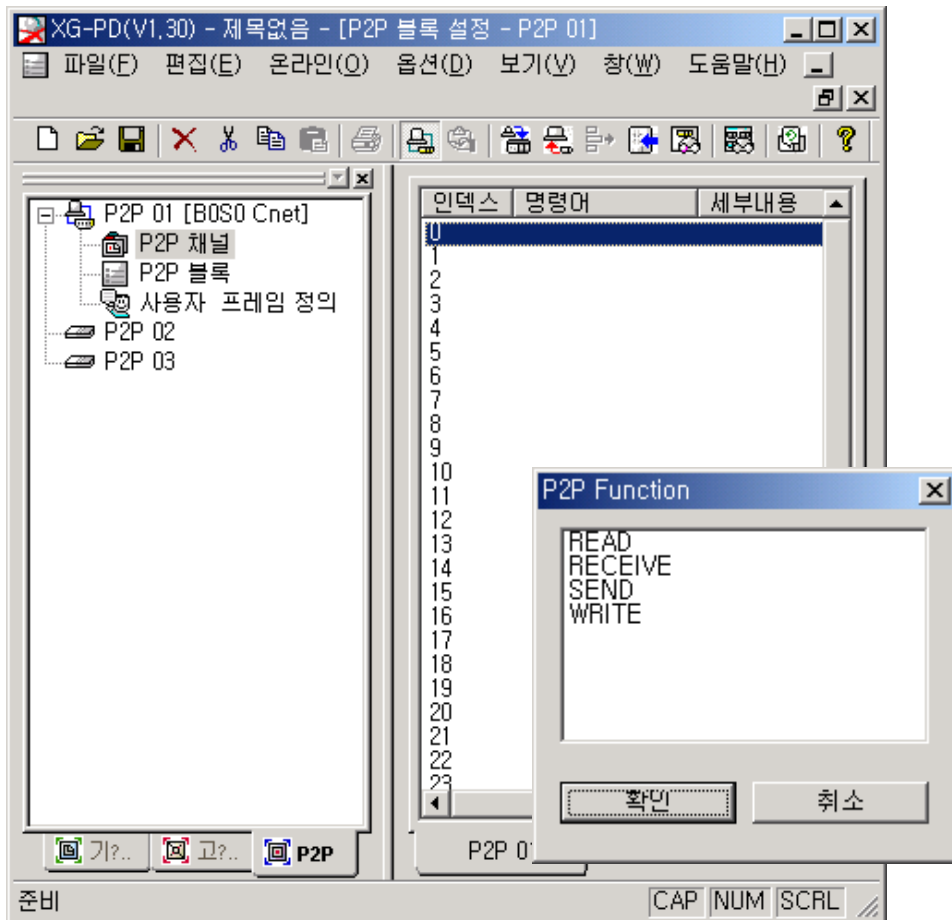 XG-PD(V1,30) - 제목없음 - [P2P 블록 설정 - P2P 01]
파일(F) 편집(E) 온라인(O) 옵션(D) 보기(V) 창(W) 도움말(H)
P2P 01 [B0S0 Cnet]
P2P 채널
P2P 블록
사용자 프레임 정의
P2P 02
P2P 03
기?.. 고?.. P2P
인덱스 명령어 세부내용
0
1
2
3
4
5
6
7
8
9
10
11
12
13
14
15
16
17
18
19
20
21
22
23
P2P 01
P2P Function
READ
RECEIVE
SEND
WRITE
확인 취소
준비 CAP NUM SCRL